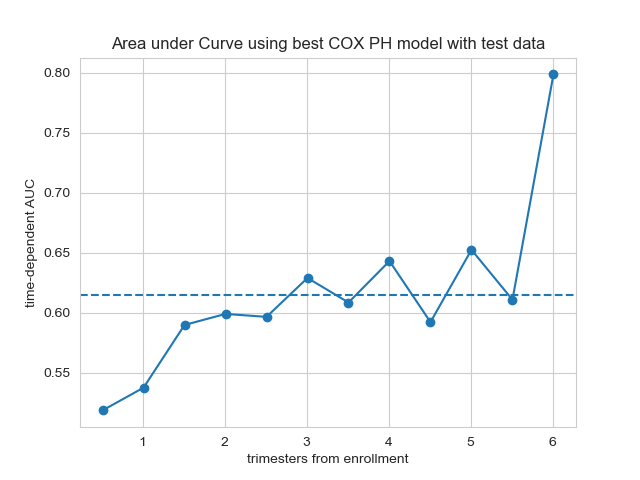 Area under Curve using best COX PH model with test data
time-dependent AUC
0.80
0.75
0.70
0.65
0.60
0.55
1 2 3 4 5 6
trimesters from enrollment